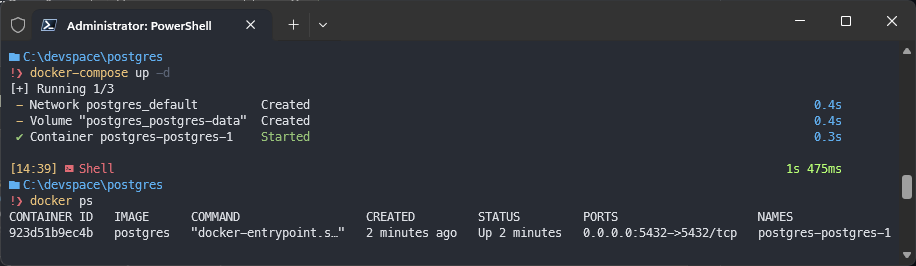 Administrator: PowerShell
C:\devspace\postgres
!❯ docker-compose up -d
[+] Running 1/3
- Network postgres_default Created 0.4s
- Volume "postgres_postgres-data" Created 0.4s
✔ Container postgres-postgres-1 Started 0.3s
[14:39] Shell 1s 475ms
C:\devspace\postgres
!❯ docker ps
CONTAINER ID IMAGE COMMAND CREATED STATUS PORTS NAMES
923d51b9ec4b postgres "docker-entrypoint.s…" 2 minutes ago Up 2 minutes 0.0.0.0:5432->5432/tcp postgres-postgres-1